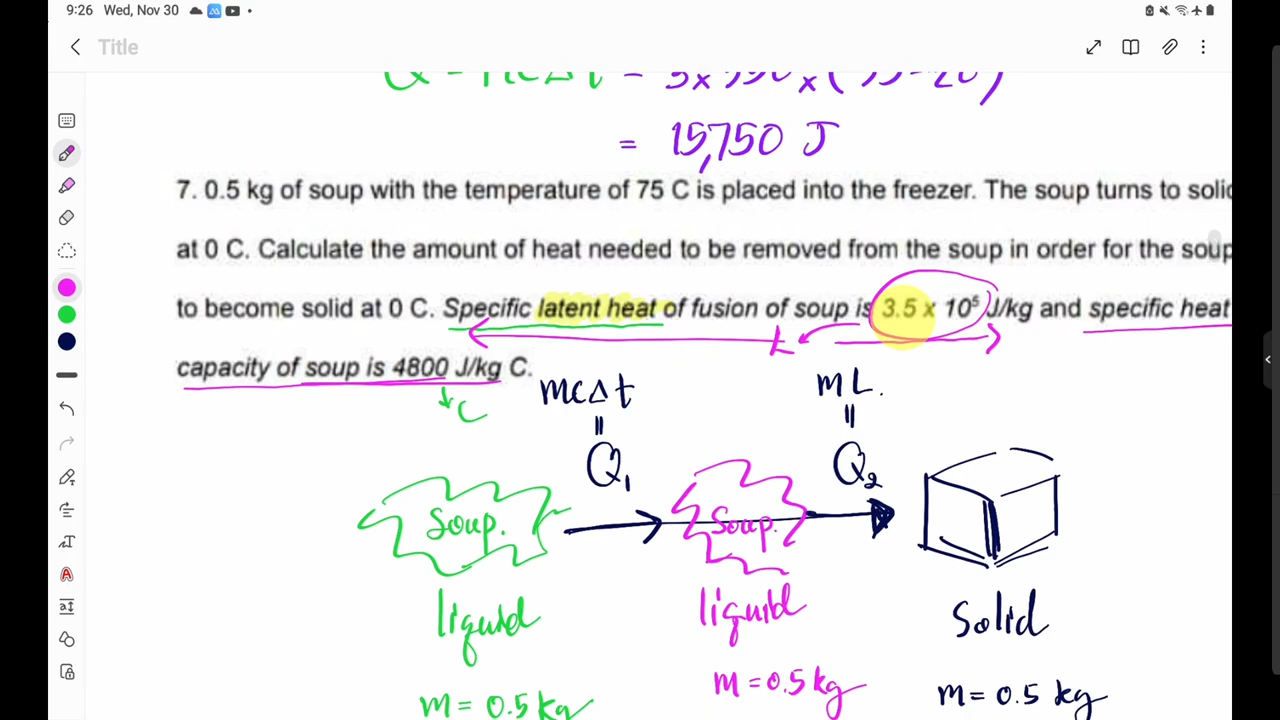 9:26 Wed, Nov 30
Title
Q = mcΔt =
= 15,750 J
7. 0.5 kg of soup with the temperature of 75 C is placed into the freezer. The soup turns to solid
at 0 C. Calculate the amount of heat needed to be removed from the soup in order for the soup
to become solid at 0 C. Specific latent heat of fusion of soup is 3.5 x 10⁵ J/kg and specific heat
L
capacity of soup is 4800 J/kg C.
C
mcΔt mL.
= =
Q₁ Q₂
Soup. Soup.
liquid liquid Solid
m = 0.5 kg m = 0.5 kg m = 0.5 kg